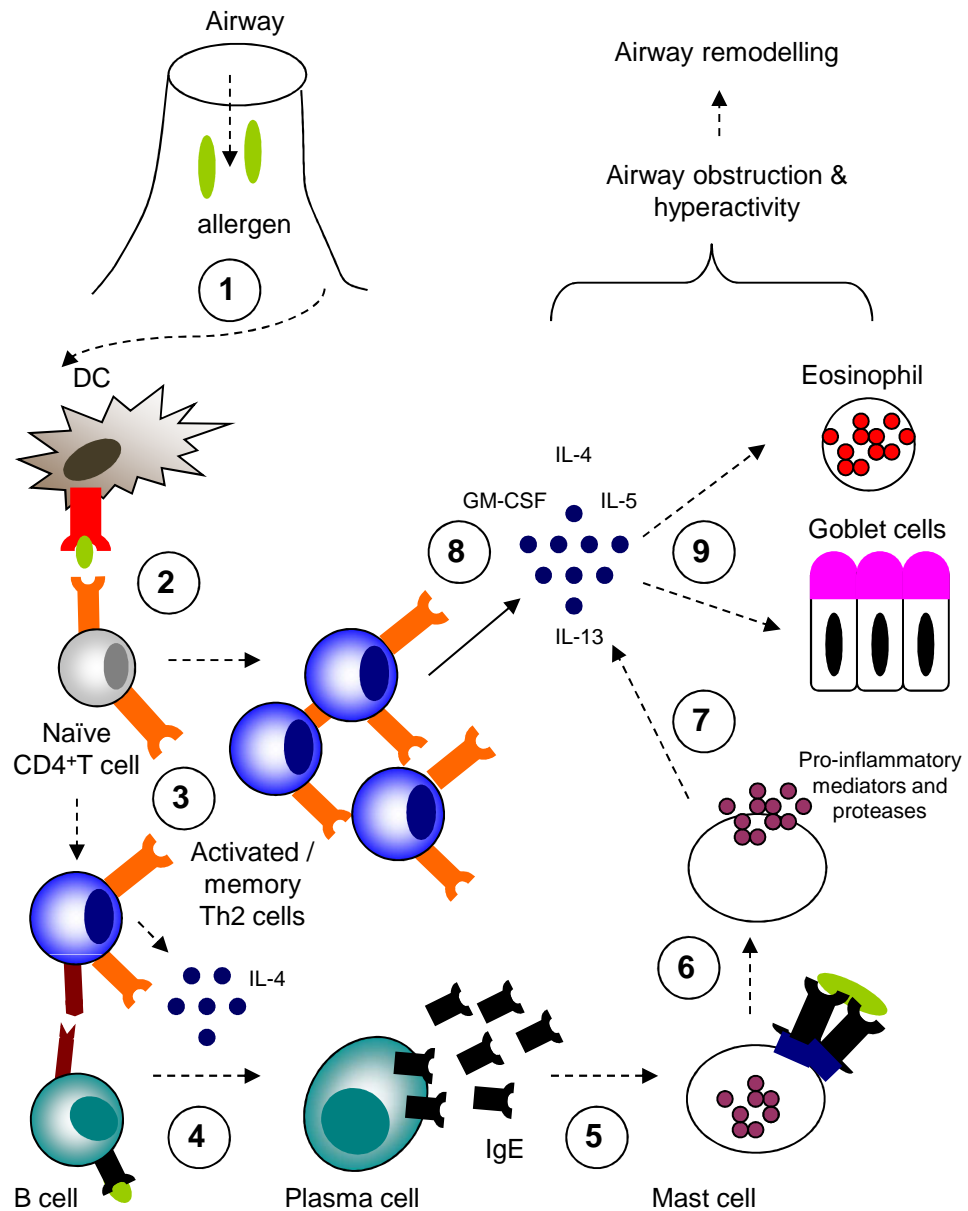 Airway
allergen
1
Airway remodelling
Airway obstruction &
hyperactivity
DC
2
Naïve
CD4+T cell
3
Activated /
memory
Th2 cells
8
IL-4
GM-CSF
IL-5
IL-13
9
Eosinophil
Goblet cells
7
Pro-inflammatory
mediators and
proteases
6
IL-4
4
IgE
5
B cell
Plasma cell
Mast cell